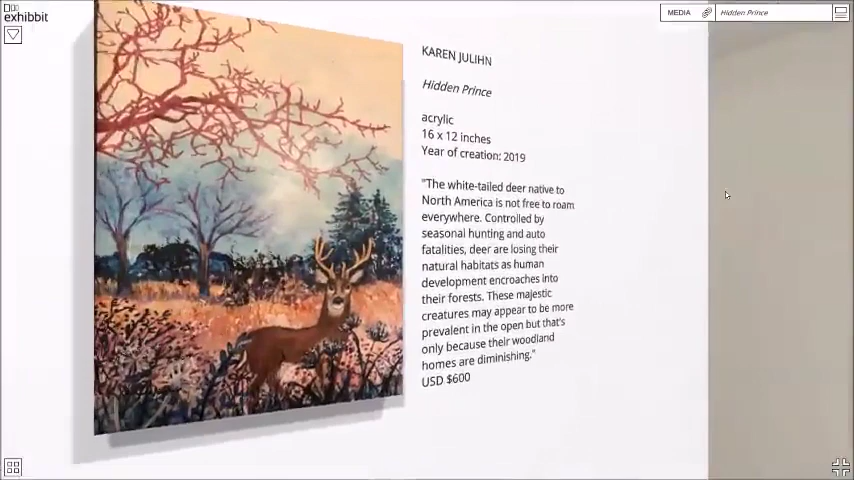 exhibbit
MEDIA
Hidden Prince
KAREN JULIHN
Hidden Prince
acrylic
16 x 12 inches
Year of creation: 2019
"The white-tailed deer native to
North America is not free to roam
everywhere. Controlled by
seasonal hunting and auto
fatalities, deer are losing their
natural habitats as human
development encroaches into
their forests. These majestic
creatures may appear to be more
prevalent in the open but that's
only because their woodland
homes are diminishing."
USD $600